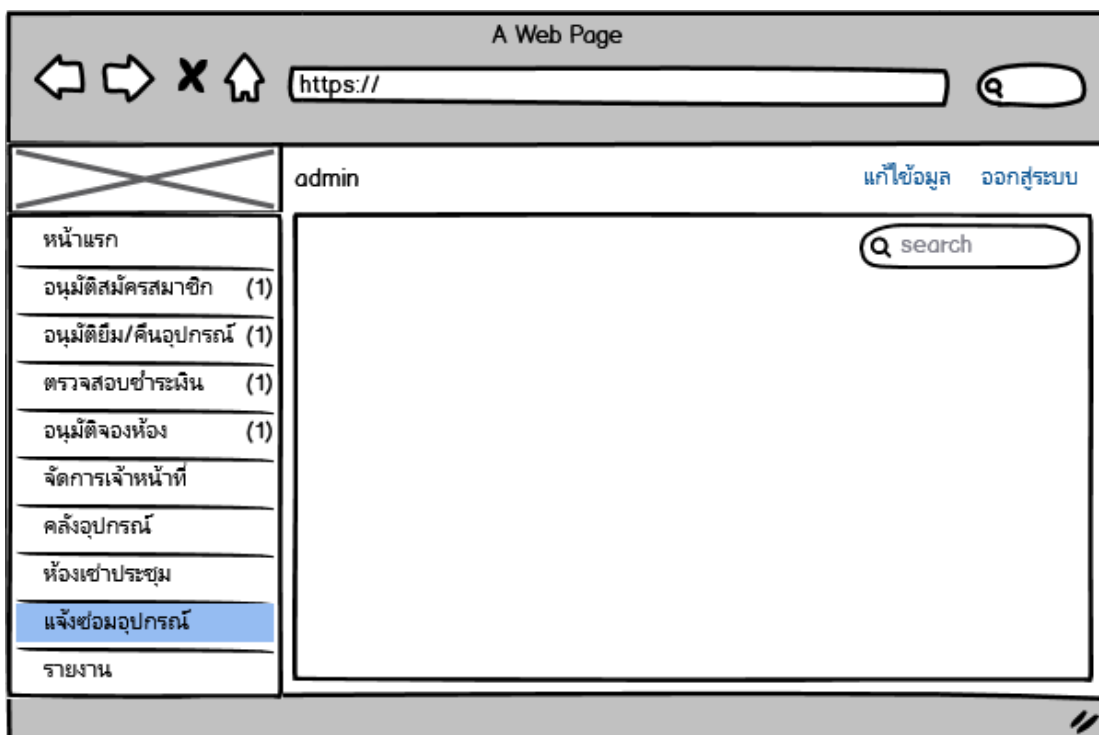 A Web Page
https://
admin
แก้ไข้อมูล ออกสู่ระบบ
search
หน้าแรก
อนุมัติสมัครสมาชิก (1)
อนุมัติยืม/คืนอุปกรณ์ (1)
ตรวจสอบชำระเงิน (1)
อนุมัติจองห้อง (1)
จัดการเจ้าหน้าที่
คลังอุปกรณ์
ห้องเช่าประชุม
แจ้งซ่อมอุปกรณ์
รายงาน